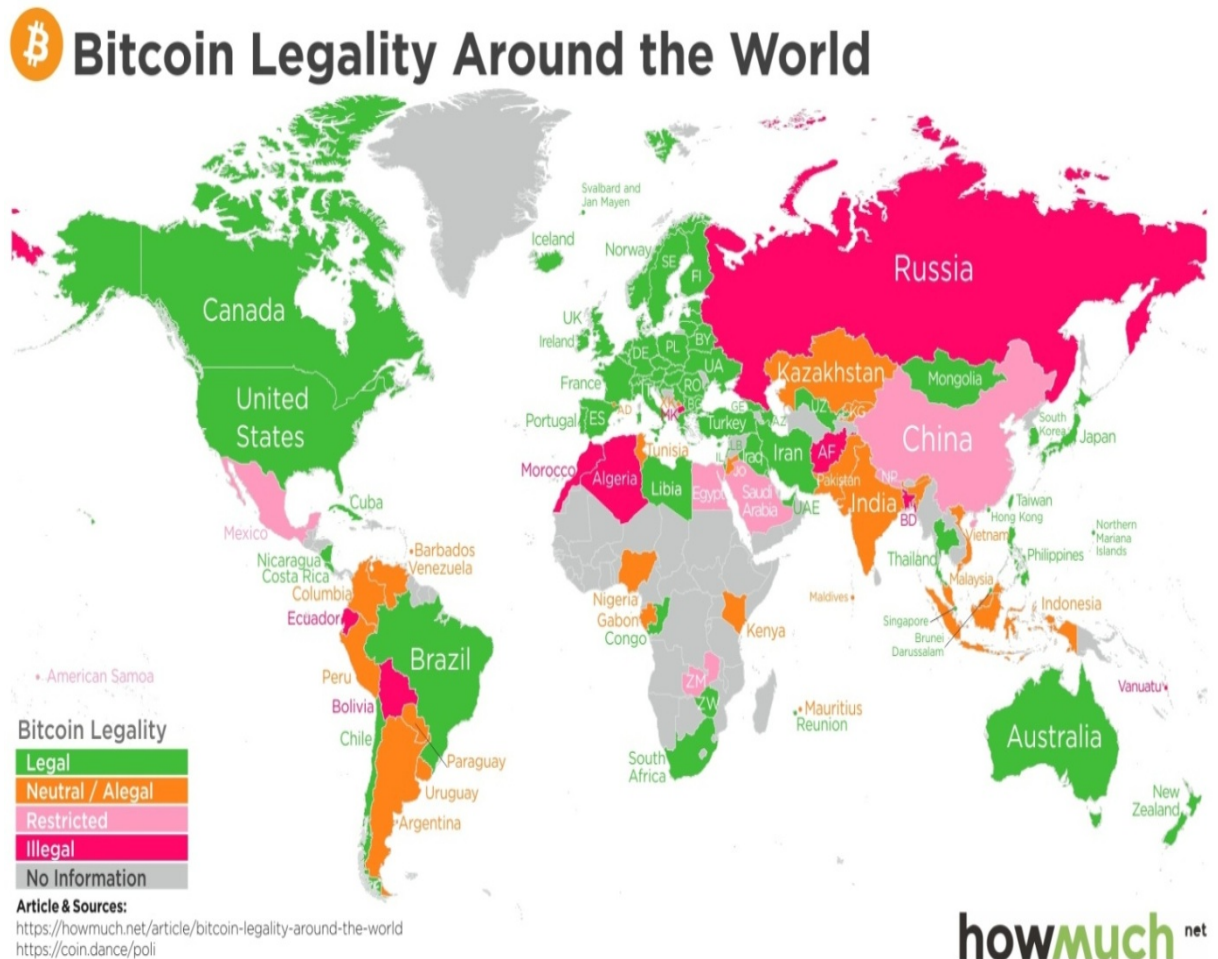 Bitcoin Legality Around the World
Svalbard and
Jan Mayen
Iceland
Norway
SE
FI
Russia
Canada
UK
Ireland
DE
PL
BY
UA
France
RO
BG
Kazakhstan
Mongolia
United
States
Portugal
ES
AD
MK
GE
AZ
Turkey
UZ
KG
China
South
Korea
Japan
Morocco
Algeria
Tunisia
Libia
Egypt
LB
IL
JO
Iraq
Iran
AF
Pakistan
NP
Saudi
Arabia
UAE
India
BD
Taiwan
Hong Kong
Vietnam
Northern
Mariana
Islands
Cuba
Mexico
Nicaragua
Costa Rica
Barbados
Venezuela
Columbia
Thailand
Philippines
Malaysia
Ecuador
Nigeria
Gabon
Congo
Kenya
Maldives
Singapore
Brunei
Darussalam
Indonesia
American Samoa
Peru
Brazil
Bolivia
ZM
ZW
Mauritius
Reunion
Vanuatu
Chile
Paraguay
Uruguay
Argentina
South
Africa
Australia
New
Zealand
Bitcoin Legality
Legal
Neutral / Alegal
Restricted
Illegal
No Information
Article & Sources:
https://howmuch.net/article/bitcoin-legality-around-the-world
https://coin.dance/poli
howmuch net